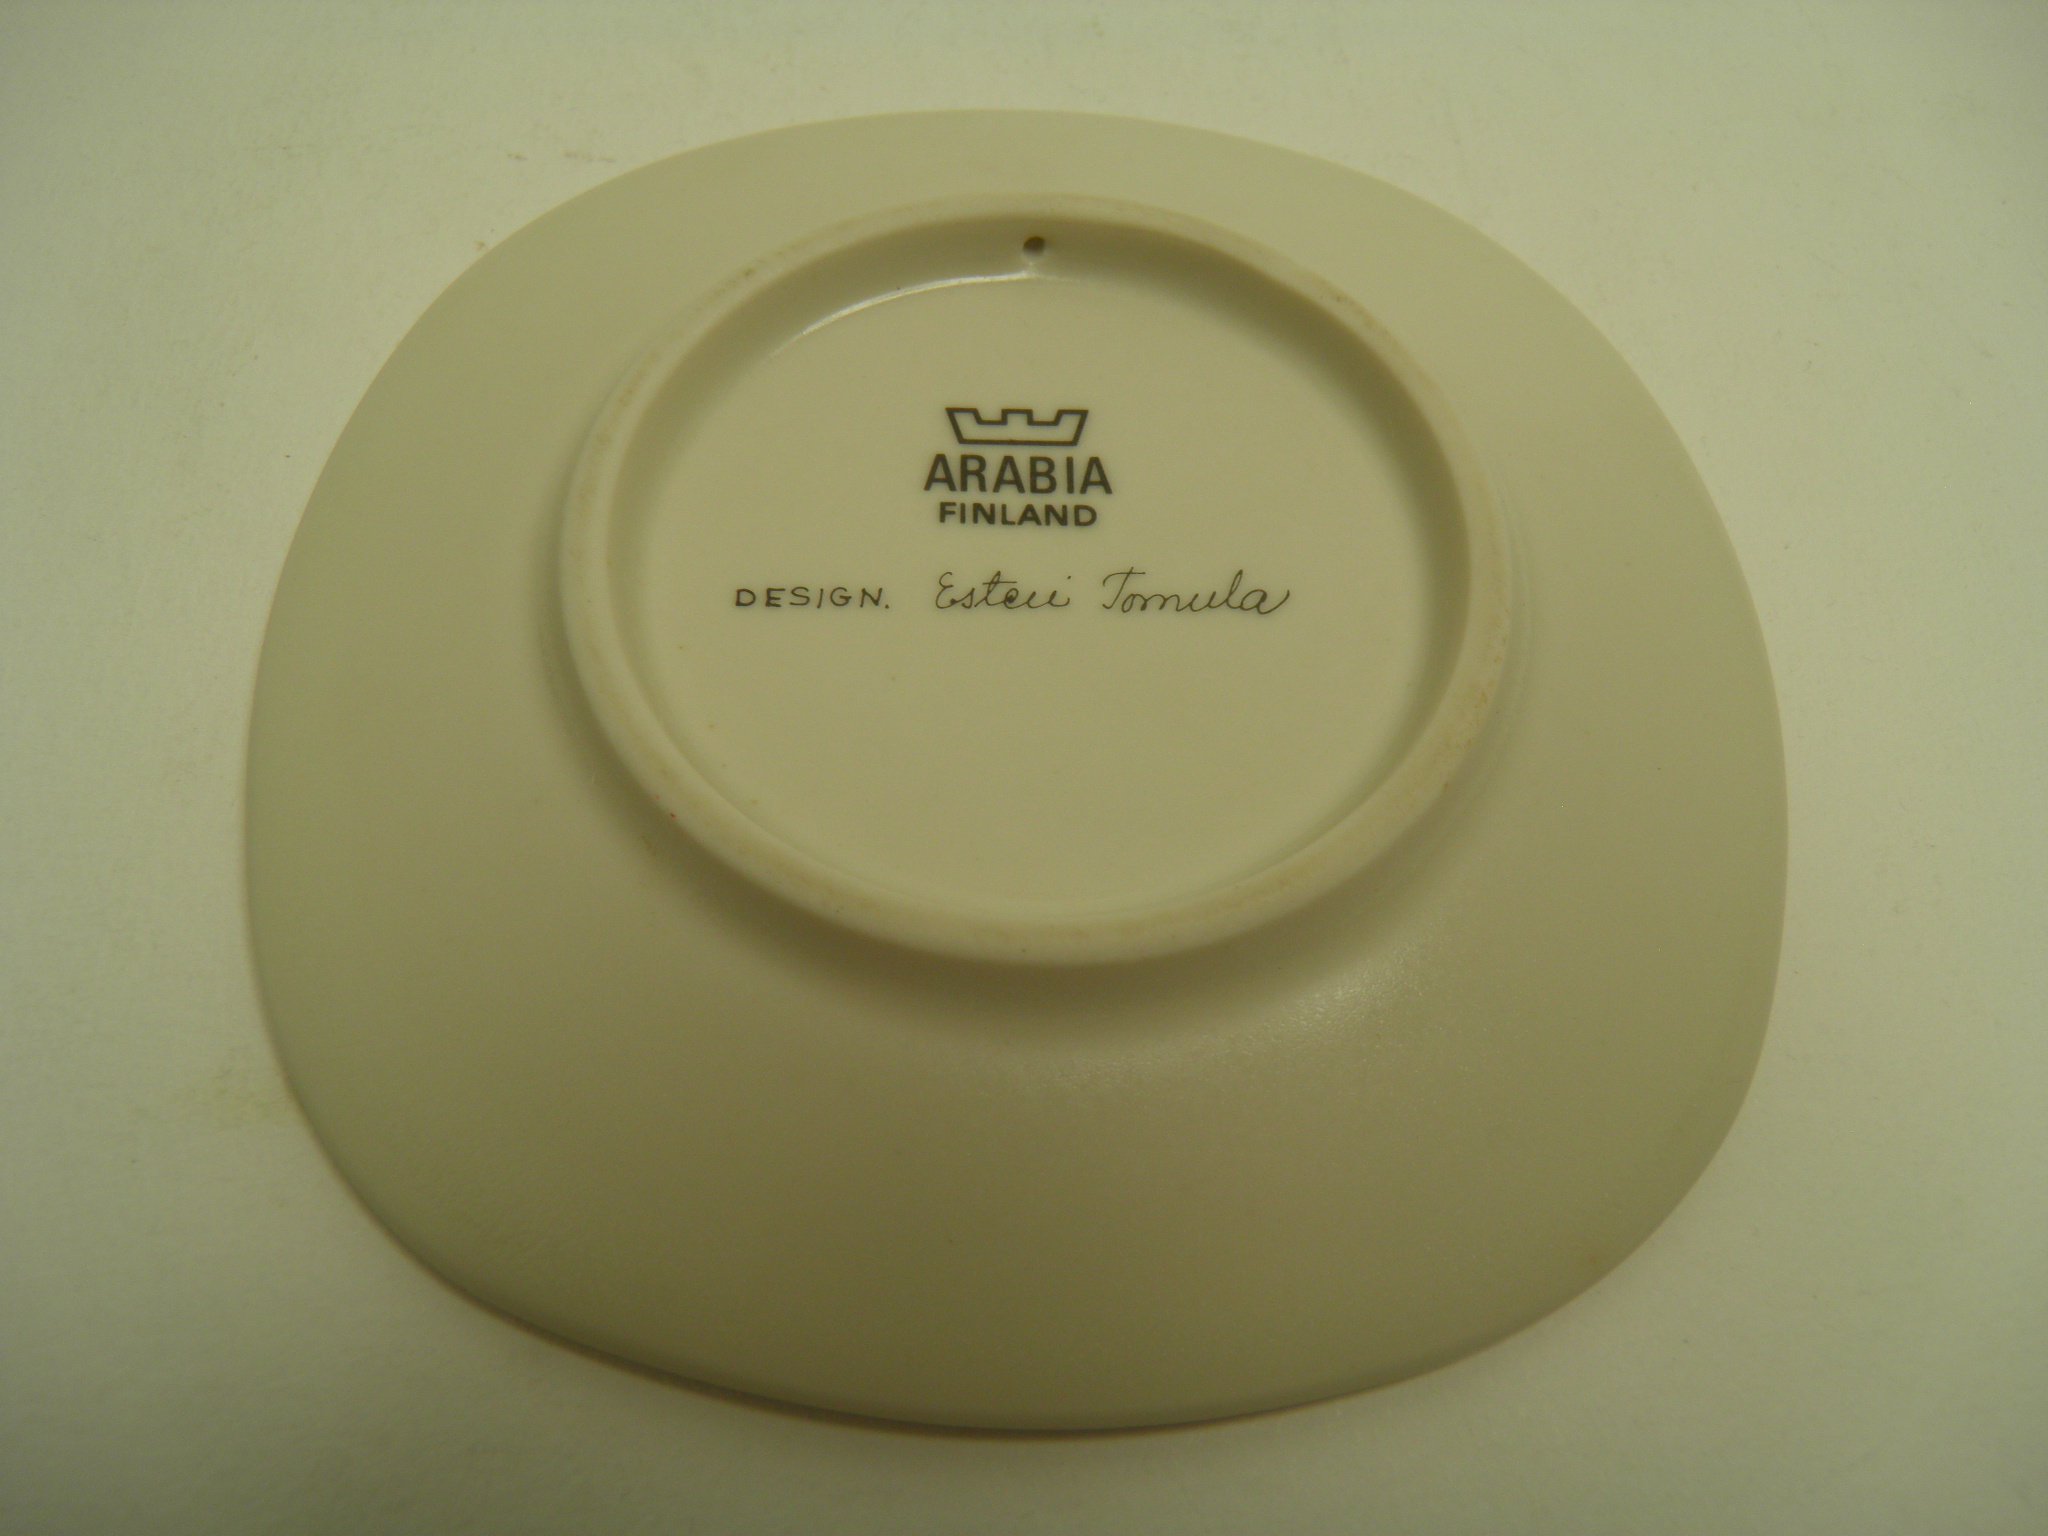 ARABIA
FINLAND
DESIGN. Esteri Tomula